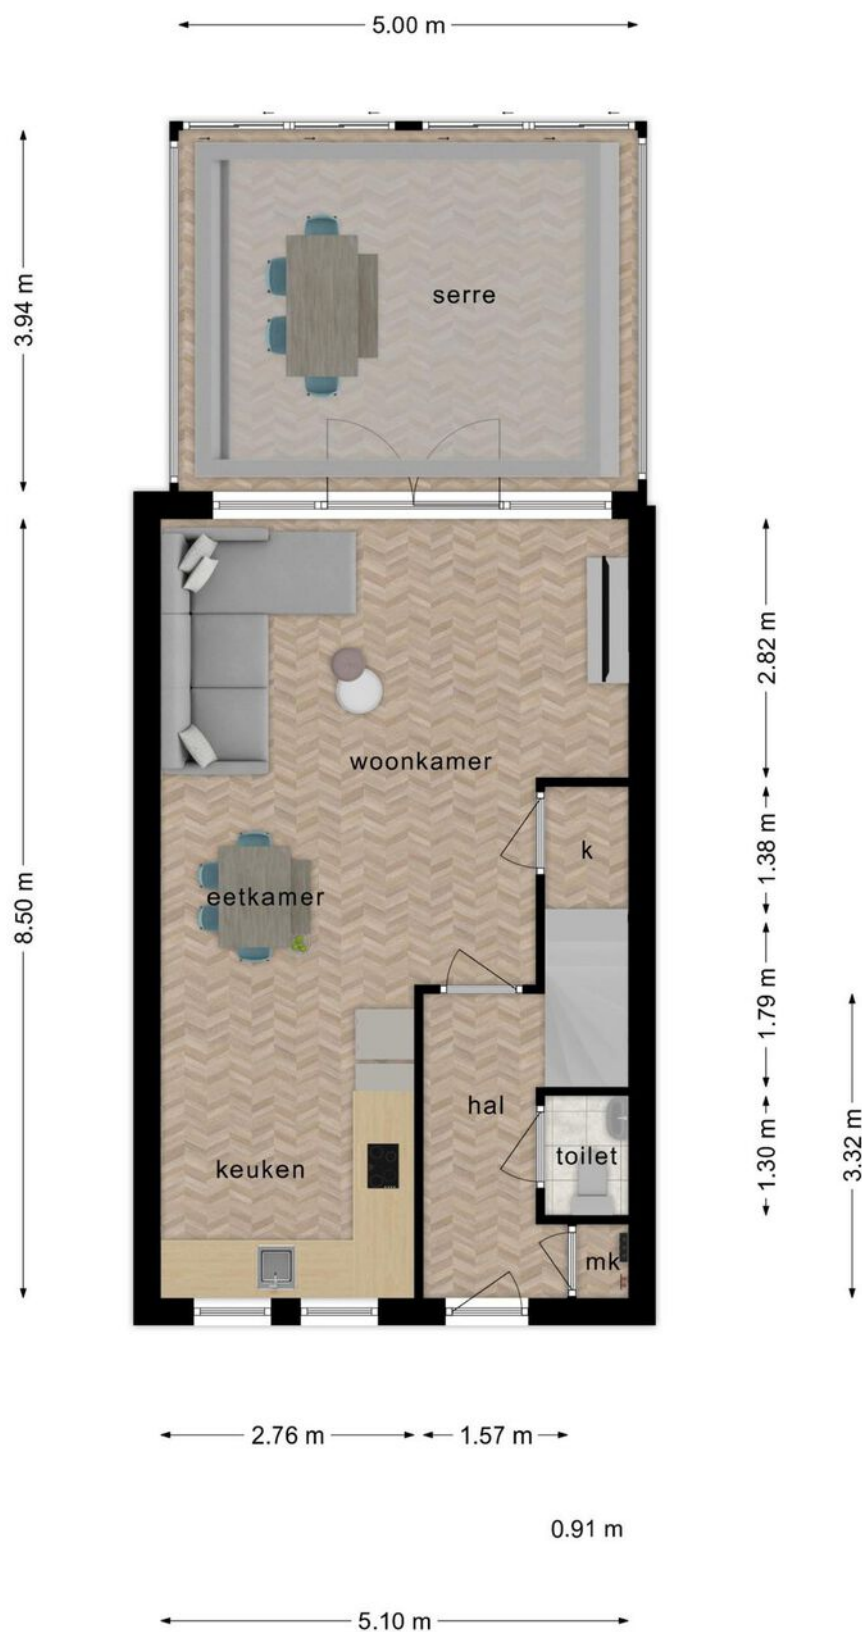 5.00 m
3.94 m
serre
2.82 m
woonkamer
1.38 m
k
8.50 m
eetkamer
1.79 m
hal
3.32 m
1.30 m
toilet
keuken
mk
2.76 m
1.57 m
0.91 m
5.10 m